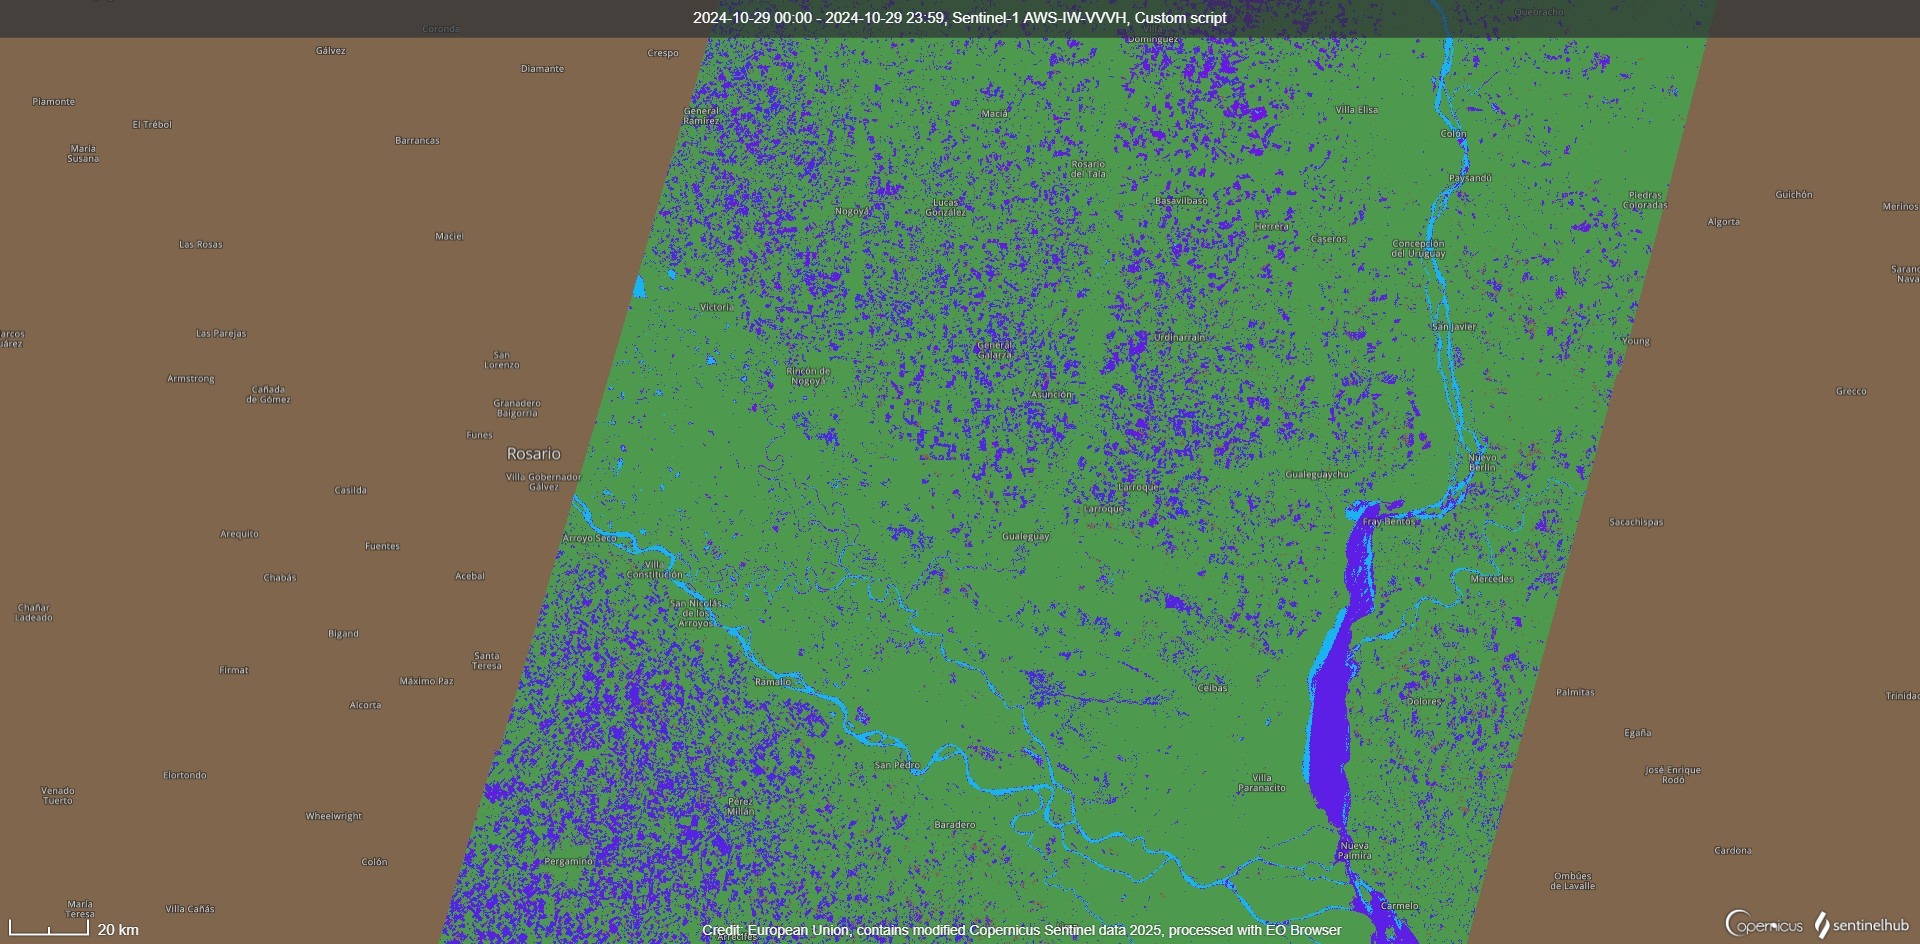 2024-10-29 00:00 - 2024-10-29 23:59, Sentinel-1 AWS-IW-VVVH, Custom script
Quebracho
Coronda
Domínguez
Gálvez
Crespo
Diamante
Piamonte
General
Ramírez
Maciá
Villa Elisa
El Trébol
Colón
Barrancas
María
Susana
Rosario
del Tala
Paysandú
Piedras
Coloradas
Guichón
Basavilbaso
Lucas
González
Merinos
Nogoyá
Algorta
Herrera
Maciel
Caseros
Las Rosas
Concepción
del Uruguay
Victoria
San Javier
Las Parejas
Urdinarrain
Young
General
Galarza
San
Lorenzo
Rincón de
Nogoyá
Armstrong
Cañada
de Gómez
Grecco
Asunción
Granadero
Baigorria
Funes
Rosario
Nuevo
Berlín
Gualeguaychú
Villa Gobernador
Gálvez
Larroque
Casilda
Larroque
Fray Bentos
Sacachispas
Arequito
Gualeguay
Arroyo Seco
Fuentes
Villa
Constitución
Chabás
Acebal
Mercedes
San Nicolás
de los
Arroyos
Chañar
Ladeado
Bigand
Santa
Teresa
Firmat
Máximo Paz
Ramallo
Ceibas
Palmitas
Trinidad
Dolores
Alcorta
Egaña
San Pedro
José Enrique
Rodó
Elortondo
Villa
Paranacito
Venado
Tuerto
Pérez
Millán
Wheelwright
Baradero
Nueva
Palmira
Cardona
Colón
Pergamino
Ombúes
de Lavalle
María
Teresa
Villa Cañás
Carmelo
20 km
Arrecifes
Credit: European Union, contains modified Copernicus Sentinel data 2025, processed with EO Browser
Copernicus
sentinelhub